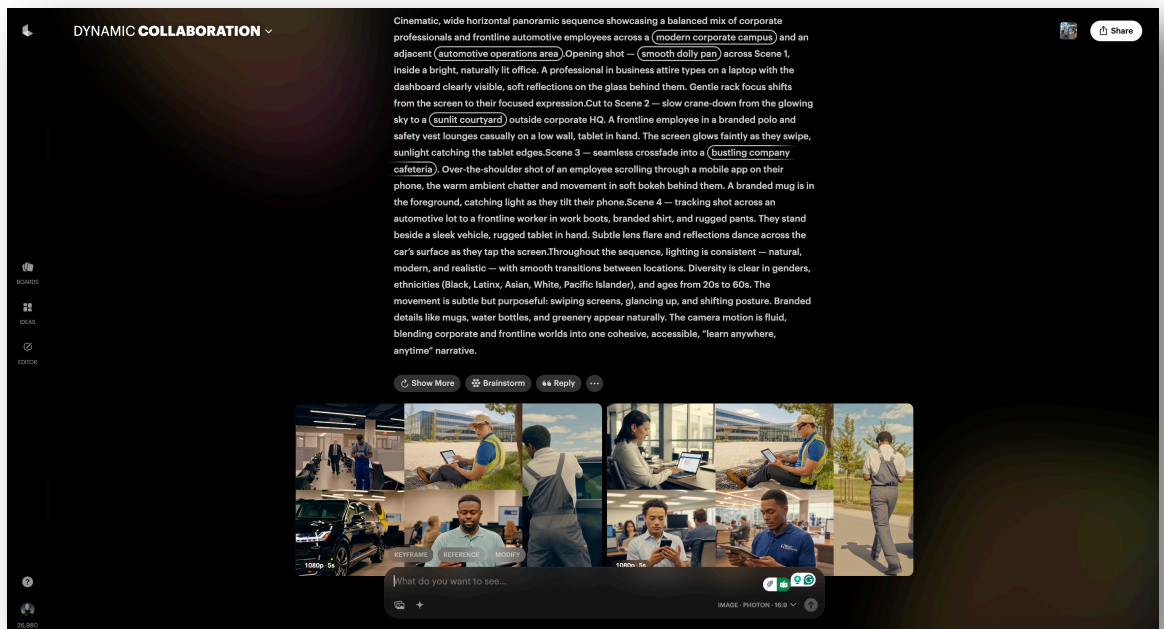 DYNAMIC COLLABORATION
Share
Cinematic, wide horizontal panoramic sequence showcasing a balanced mix of corporate
professionals and frontline automotive employees across a modern corporate campus and an
adjacent automotive operations area.Opening shot — smooth dolly pan across Scene 1,
inside a bright, naturally lit office. A professional in business attire types on a laptop with the
dashboard clearly visible, soft reflections on the glass behind them. Gentle rack focus shifts
from the screen to their focused expression.Cut to Scene 2 — slow crane-down from the glowing
sky to a sunlit courtyard outside corporate HQ. A frontline employee in a branded polo and
safety vest lounges casually on a low wall, tablet in hand. The screen glows faintly as they swipe,
sunlight catching the tablet edges.Scene 3 — seamless crossfade into a bustling company
cafeteria. Over-the-shoulder shot of an employee scrolling through a mobile app on their
phone, the warm ambient chatter and movement in soft bokeh behind them. A branded mug is in
the foreground, catching light as they tilt their phone.Scene 4 — tracking shot across an
automotive lot to a frontline worker in work boots, branded shirt, and rugged pants. They stand
beside a sleek vehicle, rugged tablet in hand. Subtle lens flare and reflections dance across the
car's surface as they tap the screen.Throughout the sequence, lighting is consistent — natural,
modern, and realistic — with smooth transitions between locations. Diversity is clear in genders,
ethnicities (Black, Latinx, Asian, White, Pacific Islander), and ages from 20s to 60s. The
movement is subtle but purposeful: swiping screens, glancing up, and shifting posture. Branded
details like mugs, water bottles, and greenery appear naturally. The camera motion is fluid,
blending corporate and frontline worlds into one cohesive, accessible, “learn anywhere,
anytime” narrative.
Show More
Brainstorm
Reply
BOARDS
IDEAS
EDITOR
KEYFRAME
REFERENCE
MODIFY
1080p · 5s
1080p · 5s
What do you want to see...
IMAGE · PHOTON · 16:9
?
26,980